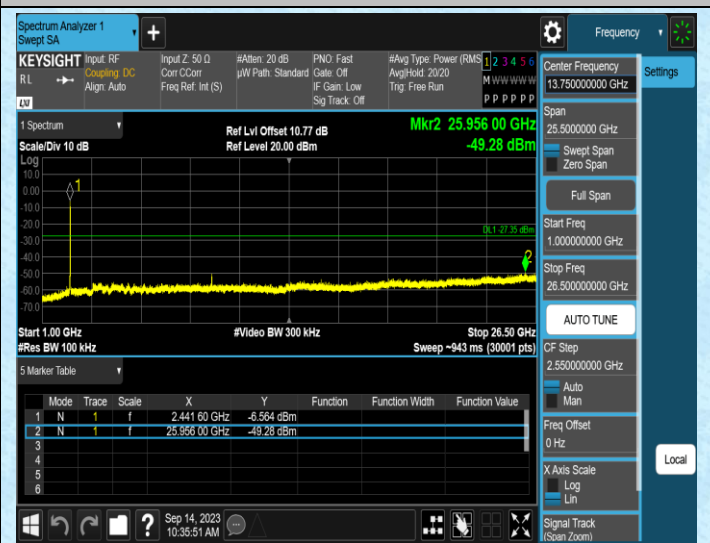 Spectrum Analyzer 1
Swept SA
+
Frequency
KEYSIGHT
RL
LXI
Input: RF
Coupling: DC
Align: Auto
Input Z: 50 Ω
Corr CCorr
Freq Ref: Int (S)
#Atten: 20 dB
µW Path: Standard
PNO: Fast
Gate: Off
IF Gain: Low
Sig Track: Off
#Avg Type: Power (RMS
Avg|Hold: 20/20
Trig: Free Run
1 2 3 4 5 6
M W W W W W
P P P P P P
1 Spectrum
Scale/Div 10 dB
Ref Lvl Offset 10.77 dB
Ref Level 20.00 dBm
Mkr2 25.956 00 GHz
-49.28 dBm
Log
10.0
0.00
-10.0
-20.0
-30.0
-40.0
-50.0
-60.0
-70.0
1
2
DL1 -27.35 dBm
Start 1.00 GHz
#Res BW 100 kHz
#Video BW 300 kHz
Stop 26.50 GHz
Sweep ~943 ms (30001 pts)
5 Marker Table
Mode Trace Scale X Y Function Function Width Function Value
1 N 1 f 2.441 60 GHz -6.564 dBm
2 N 1 f 25.956 00 GHz -49.28 dBm
3
4
5
6
?
Sep 14, 2023
10:35:51 AM
Center Frequency
13.750000000 GHz
Settings
Span
25.5000000 GHz
Swept Span
Zero Span
Full Span
Start Freq
1.000000000 GHz
Stop Freq
26.500000000 GHz
AUTO TUNE
CF Step
2.550000000 GHz
Auto
Man
Freq Offset
0 Hz
X Axis Scale
Log
Lin
Local
Signal Track
(Span Zoom)